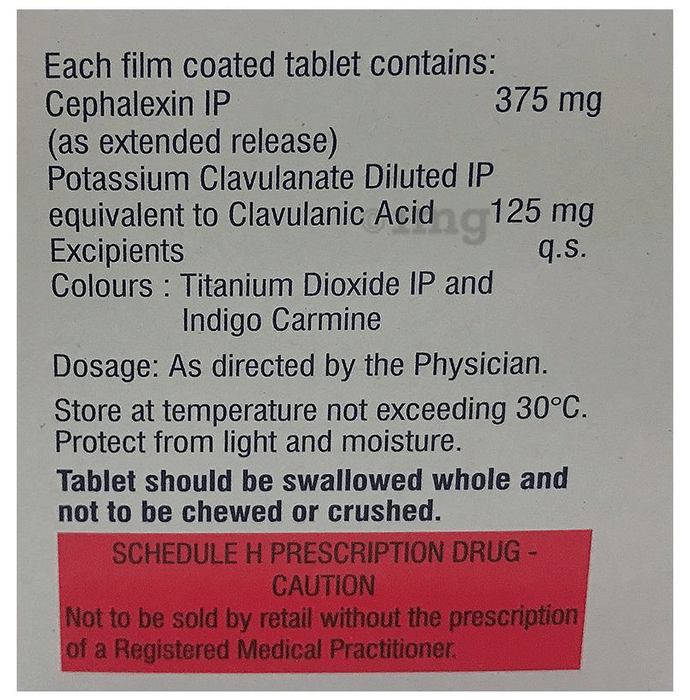 Each film coated tablet contains:
Cephalexin IP 375 mg
(as extended release)
Potassium Clavulanate Diluted IP
equivalent to Clavulanic Acid 125 mg
Excipients q.s.
Colours : Titanium Dioxide IP and
Indigo Carmine
Dosage: As directed by the Physician.
Store at temperature not exceeding 30°C.
Protect from light and moisture.
Tablet should be swallowed whole and
not to be chewed or crushed.
SCHEDULE H PRESCRIPTION DRUG -
CAUTION
Not to be sold by retail without the prescription
of a Registered Medical Practitioner.